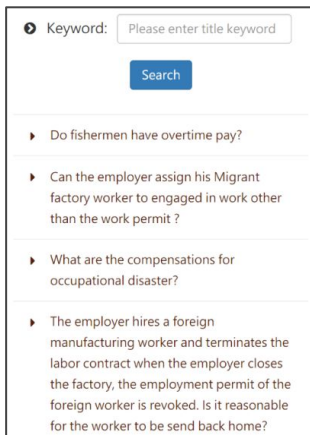 Keyword: Please enter title keyword
Search
Do fishermen have overtime pay?
Can the employer assign his Migrant
factory worker to engaged in work other
than the work permit ?
What are the compensations for
occupational disaster?
The employer hires a foreign
manufacturing worker and terminates the
labor contract when the employer closes
the factory, the employment permit of the
foreign worker is revoked. Is it reasonable
for the worker to be send back home?